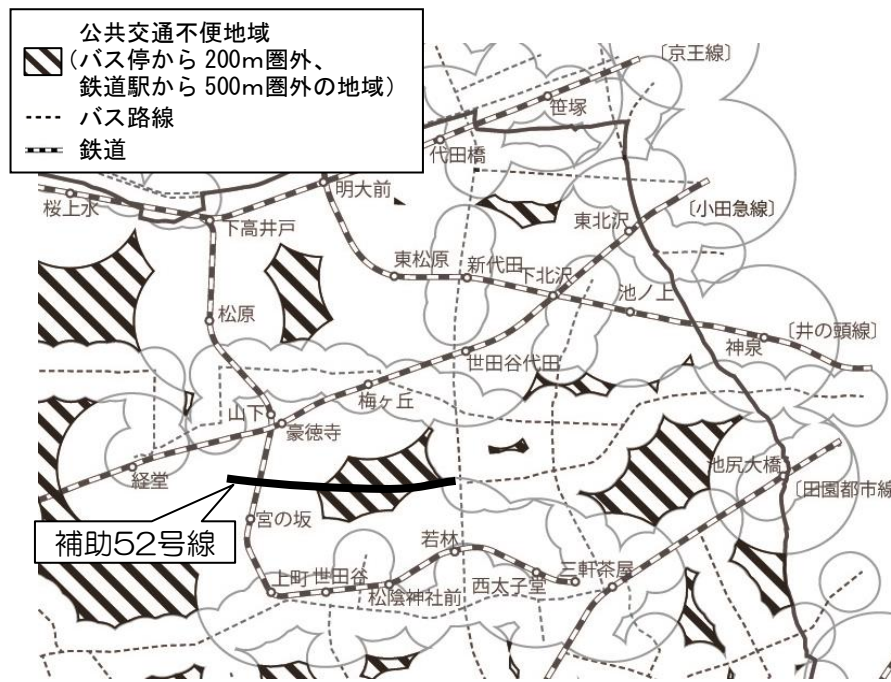 公共交通不便地域
(バス停から200m圏外、
鉄道駅から500m圏外の地域)
バス路線
鉄道
〔京王線〕
笹塚
代田橋
明大前
桜上水
下高井戸
〔小田急線〕
東北沢
東松原
新代田
下北沢
池ノ上
松原
神泉
〔井の頭線〕
世田谷代田
梅ヶ丘
山下
豪徳寺
経堂
池尻大橋
〔田園都市線
宮の坂
補助52号線
若林
上町
世田谷
松陰神社前
西太子堂
三軒茶屋